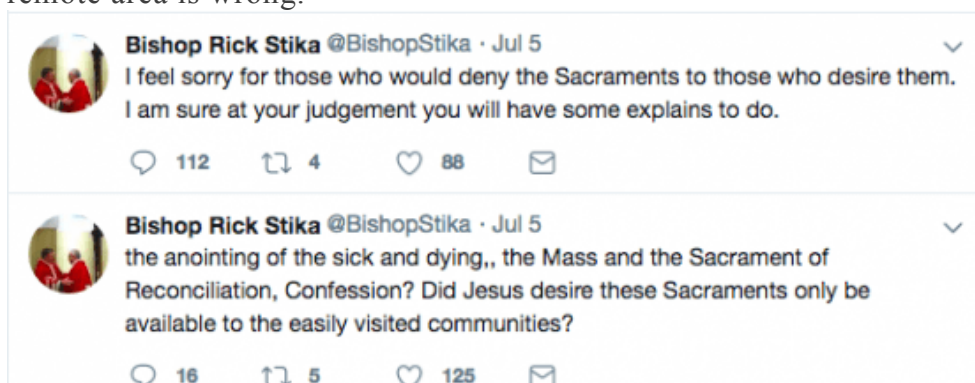 remote area is wrong.
Bishop Rick Stika @BishopStika · Jul 5
I feel sorry for those who would deny the Sacraments to those who desire them.
I am sure at your judgement you will have some explains to do.
112 4 88
Bishop Rick Stika @BishopStika · Jul 5
the anointing of the sick and dying,, the Mass and the Sacrament of
Reconciliation, Confession? Did Jesus desire these Sacraments only be
available to the easily visited communities?
16 5 125